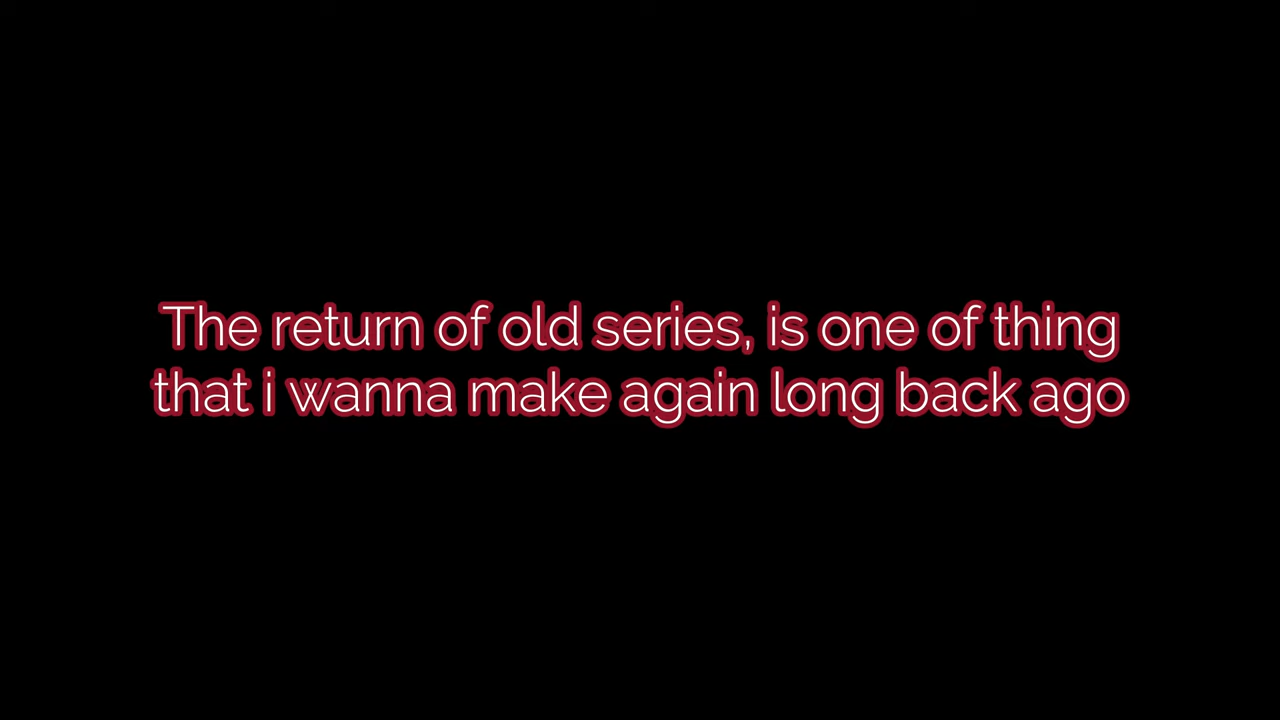 The return of old series, is one of thing
that i wanna make again long back ago